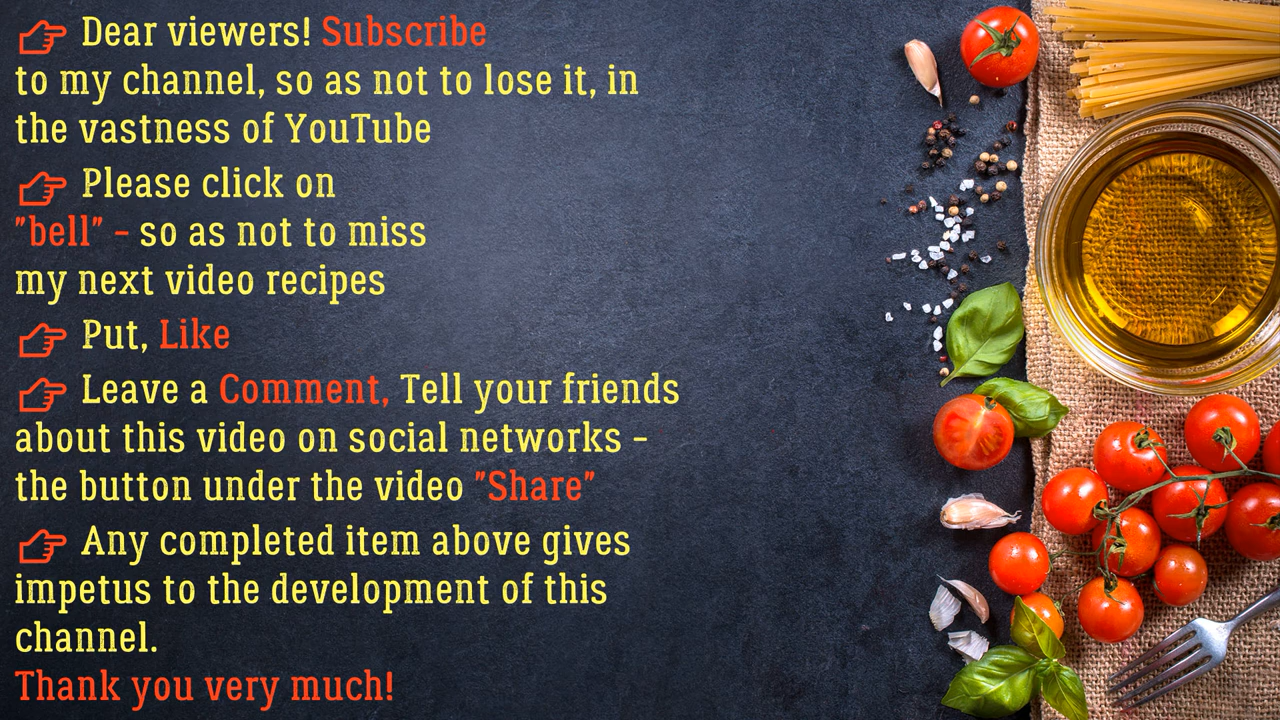 Dear viewers! Subscribe
to my channel, so as not to lose it, in
the vastness of YouTube
Please click on
"bell" - so as not to miss
my next video recipes
Put, Like
Leave a Comment, Tell your friends
about this video on social networks -
the button under the video "Share"
Any completed item above gives
impetus to the development of this
channel.
Thank you very much!